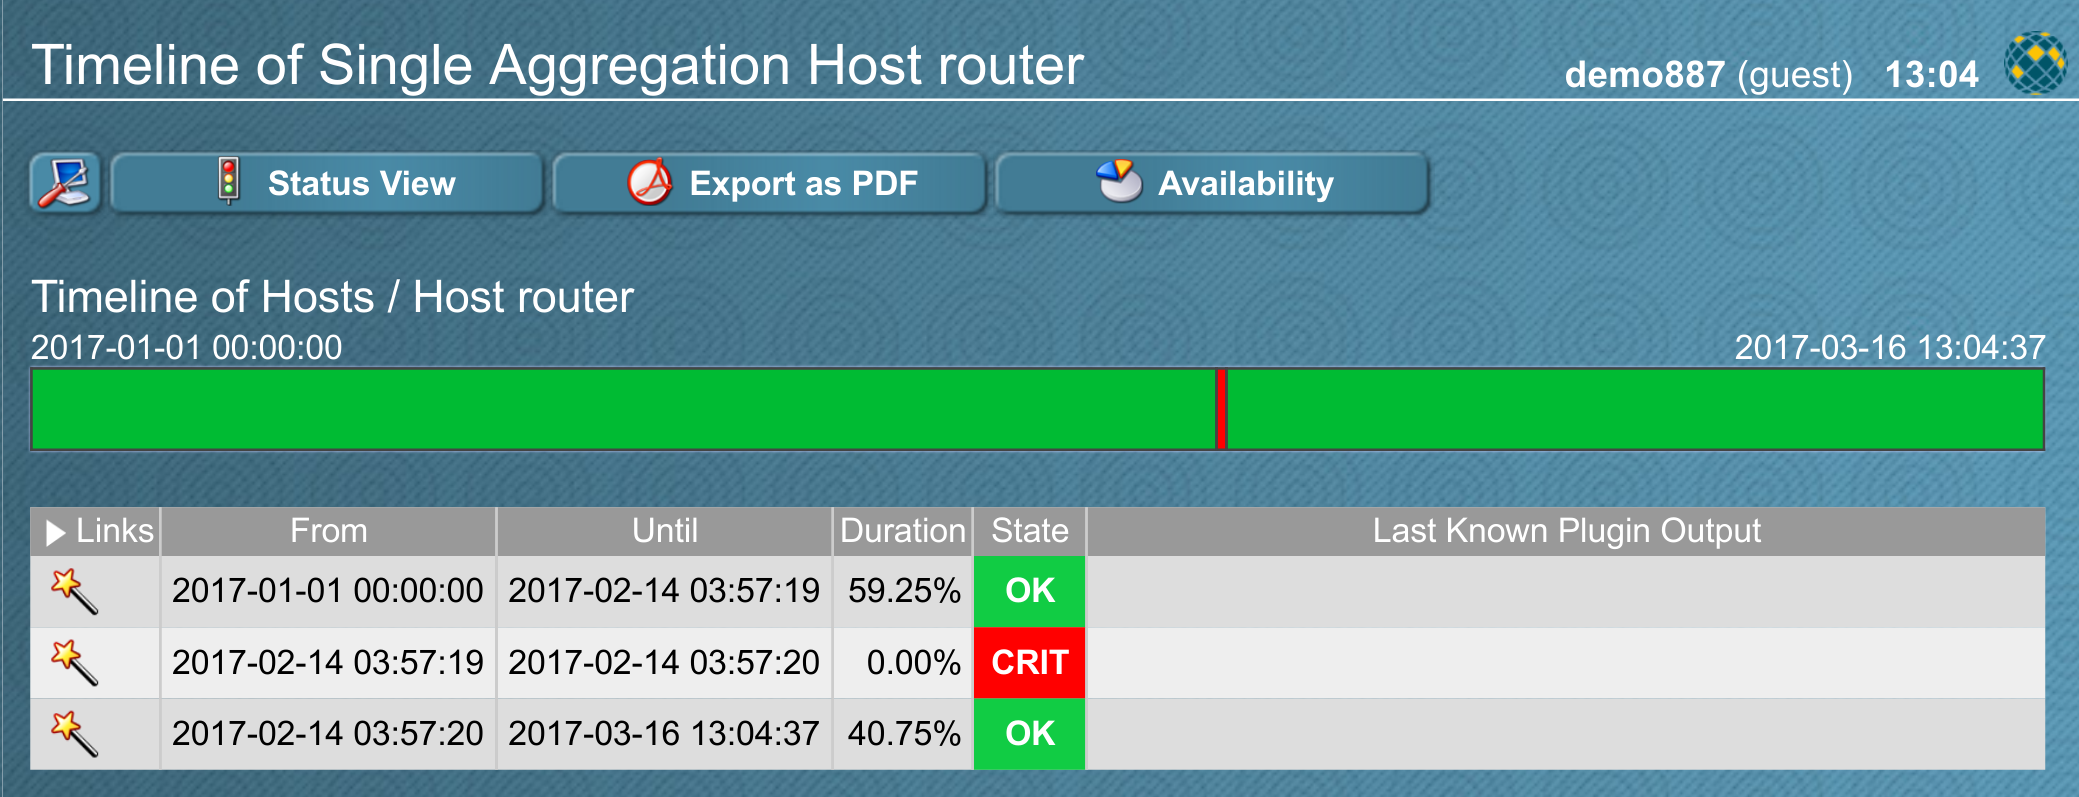 Timeline of Single Aggregation Host router
demo887 (guest) 13:04
Status View Export as PDF Availability
Timeline of Hosts / Host router
2017-01-01 00:00:00 2017-03-16 13:04:37
Links From Until Duration State Last Known Plugin Output
2017-01-01 00:00:00 2017-02-14 03:57:19 59.25% OK
2017-02-14 03:57:19 2017-02-14 03:57:20 0.00% CRIT
2017-02-14 03:57:20 2017-03-16 13:04:37 40.75% OK